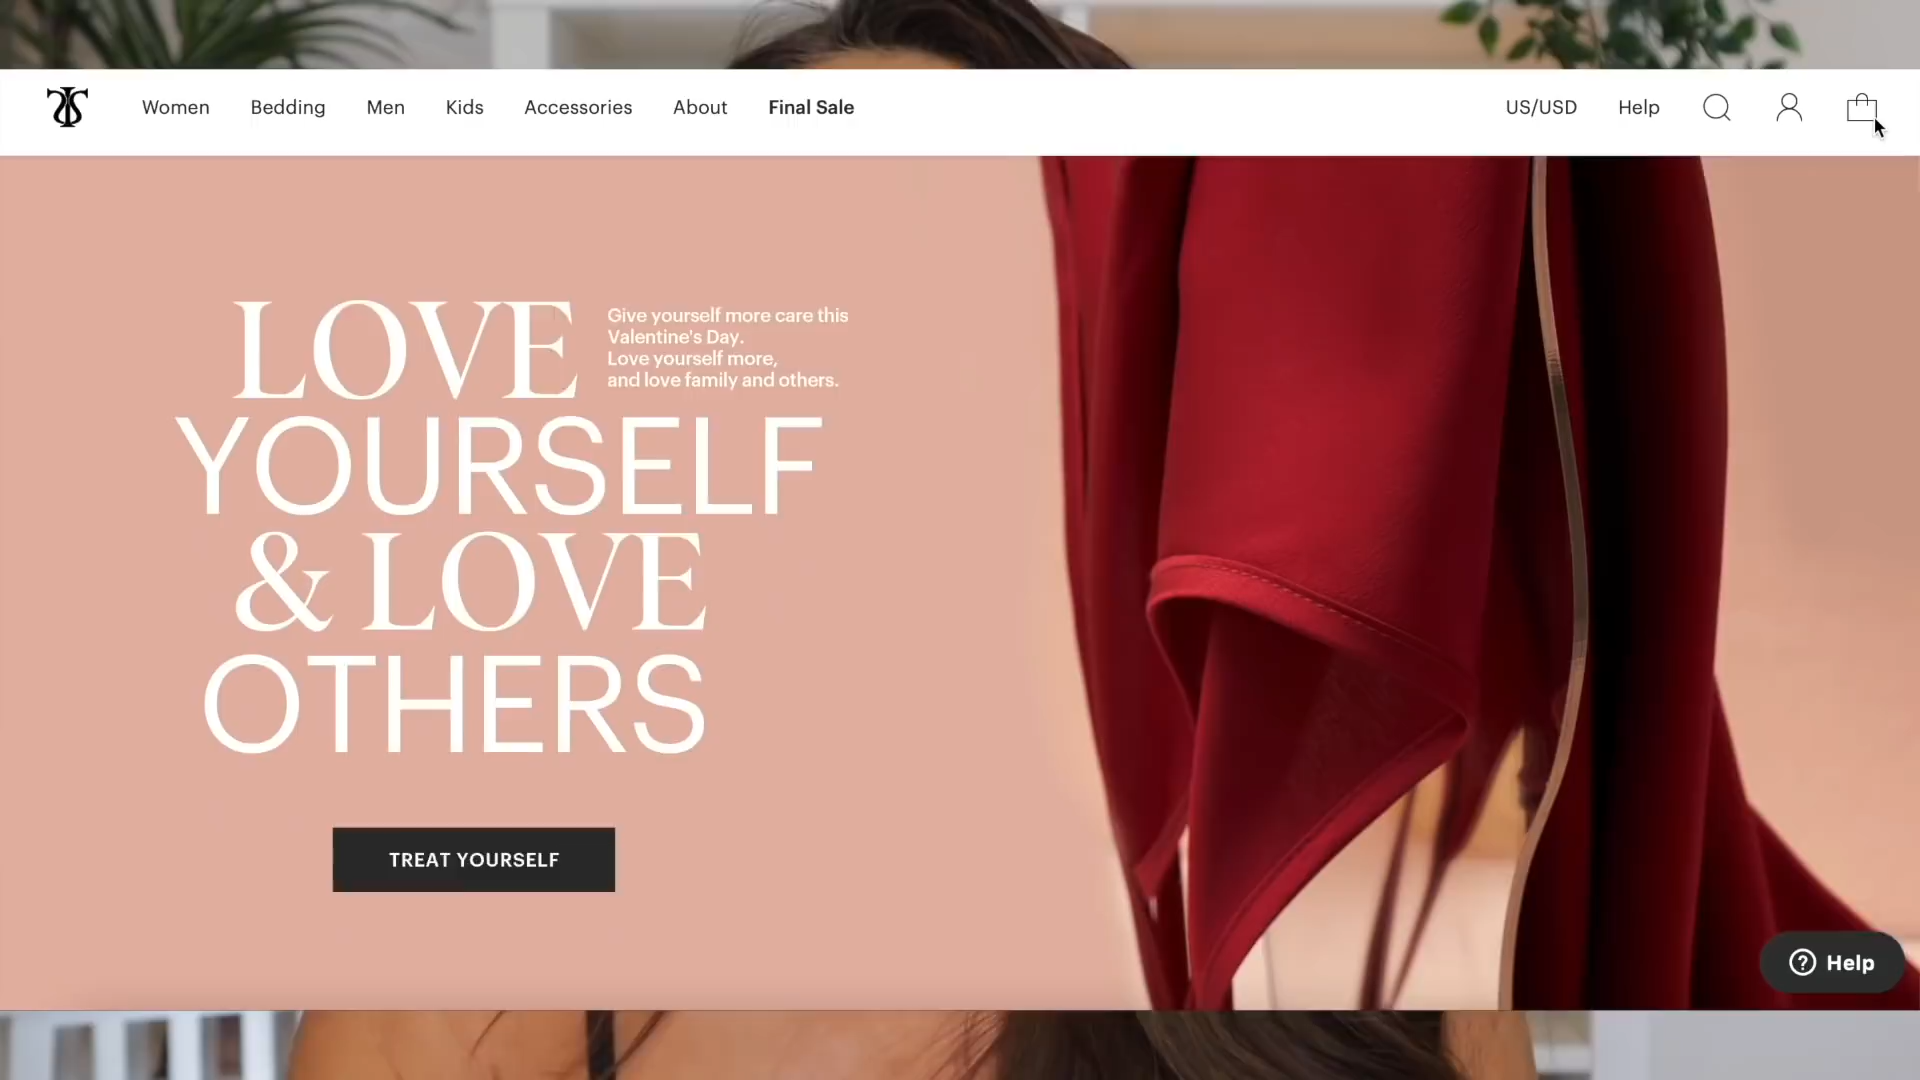 Women Bedding Men Kids Accessories About Final Sale US/USD Help
LOVE
Give yourself more care this
Valentine's Day.
Love yourself more,
and love family and others.
YOURSELF
& LOVE
OTHERS
TREAT YOURSELF
Help